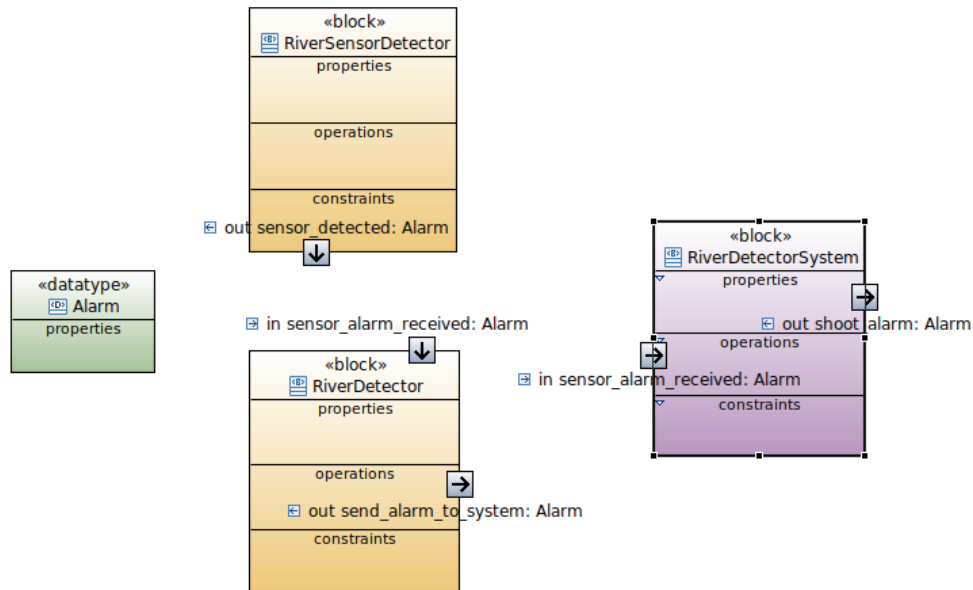 «block»
RiverSensorDetector
properties
operations
constraints
out sensor_detected: Alarm
«datatype»
Alarm
properties
in sensor_alarm_received: Alarm
«block»
RiverDetector
properties
operations
out send_alarm_to_system: Alarm
constraints
«block»
RiverDetectorSystem
properties
out shoot_alarm: Alarm
operations
in sensor_alarm_received: Alarm
constraints